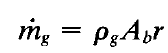 ṁ_g = ρ_g A_b r